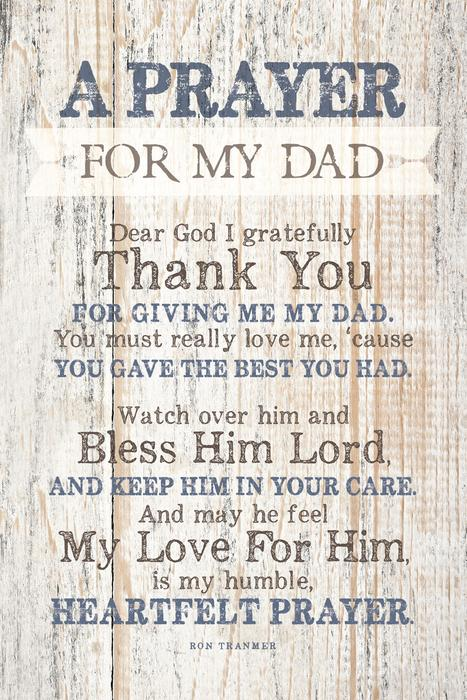 A PRAYER
FOR MY DAD
Dear God I gratefully
Thank You
FOR GIVING ME MY DAD.
You must really love me, 'cause
YOU GAVE THE BEST YOU HAD.
Watch over him and
Bless Him Lord,
AND KEEP HIM IN YOUR CARE.
And may he feel
My Love For Him,
is my humble,
HEARTFELT PRAYER.
RON TRANMER